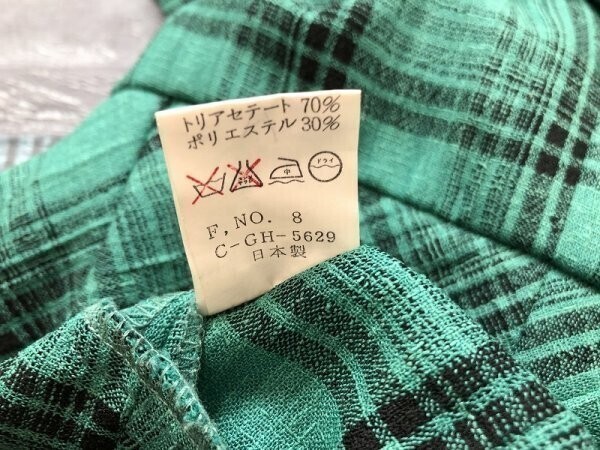 トリアセテート 70%
ポリエステル 30%
中 ドライ
F, NO. 8
C-GH-5629
日本製